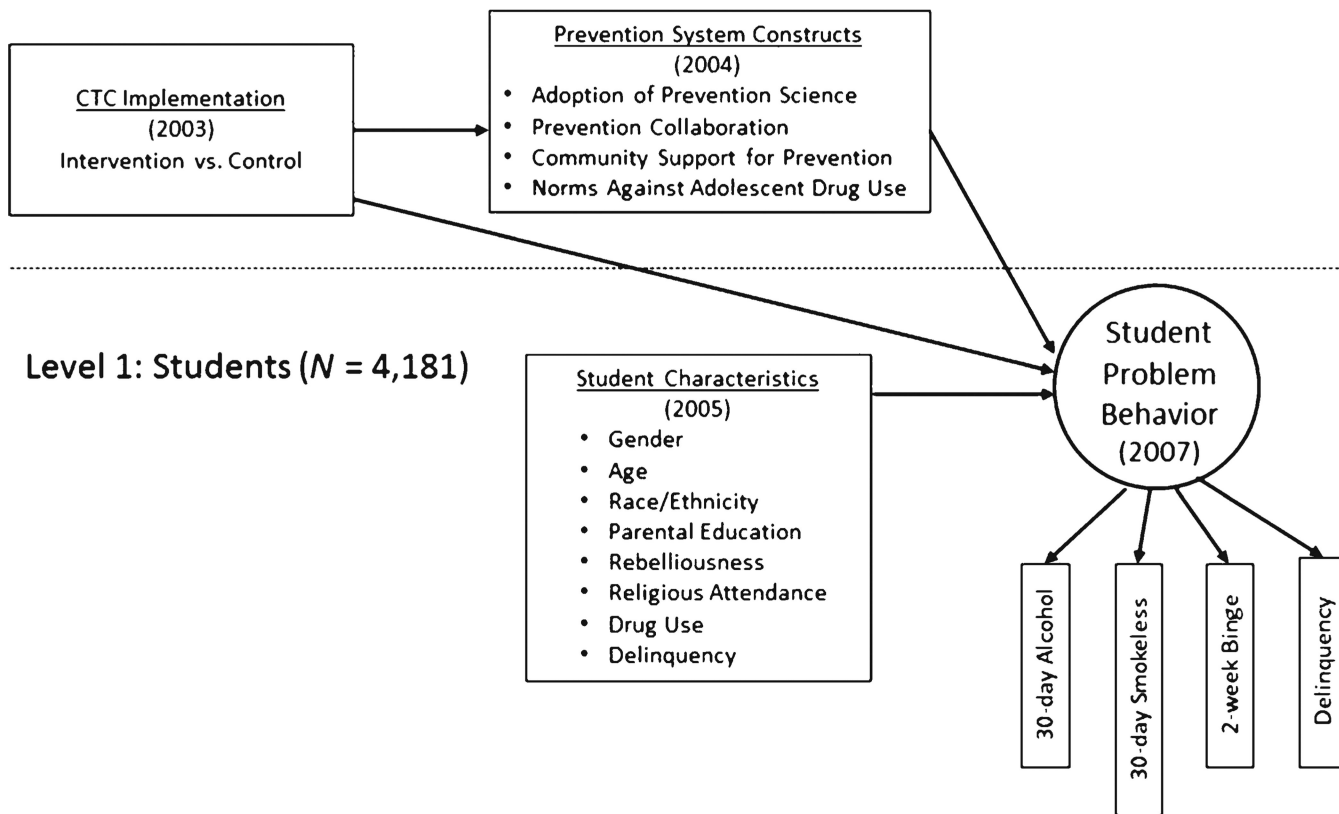 CTC Implementation
(2003)
Intervention vs. Control
Prevention System Constructs
(2004)
• Adoption of Prevention Science
• Prevention Collaboration
• Community Support for Prevention
• Norms Against Adolescent Drug Use
Level 1: Students (N = 4,181)
Student Characteristics
(2005)
• Gender
• Age
• Race/Ethnicity
• Parental Education
• Rebelliousness
• Religious Attendance
• Drug Use
• Delinquency
Student
Problem
Behavior
(2007)
30-day Alcohol
30-day Smokeless
2-week Binge
Delinquency